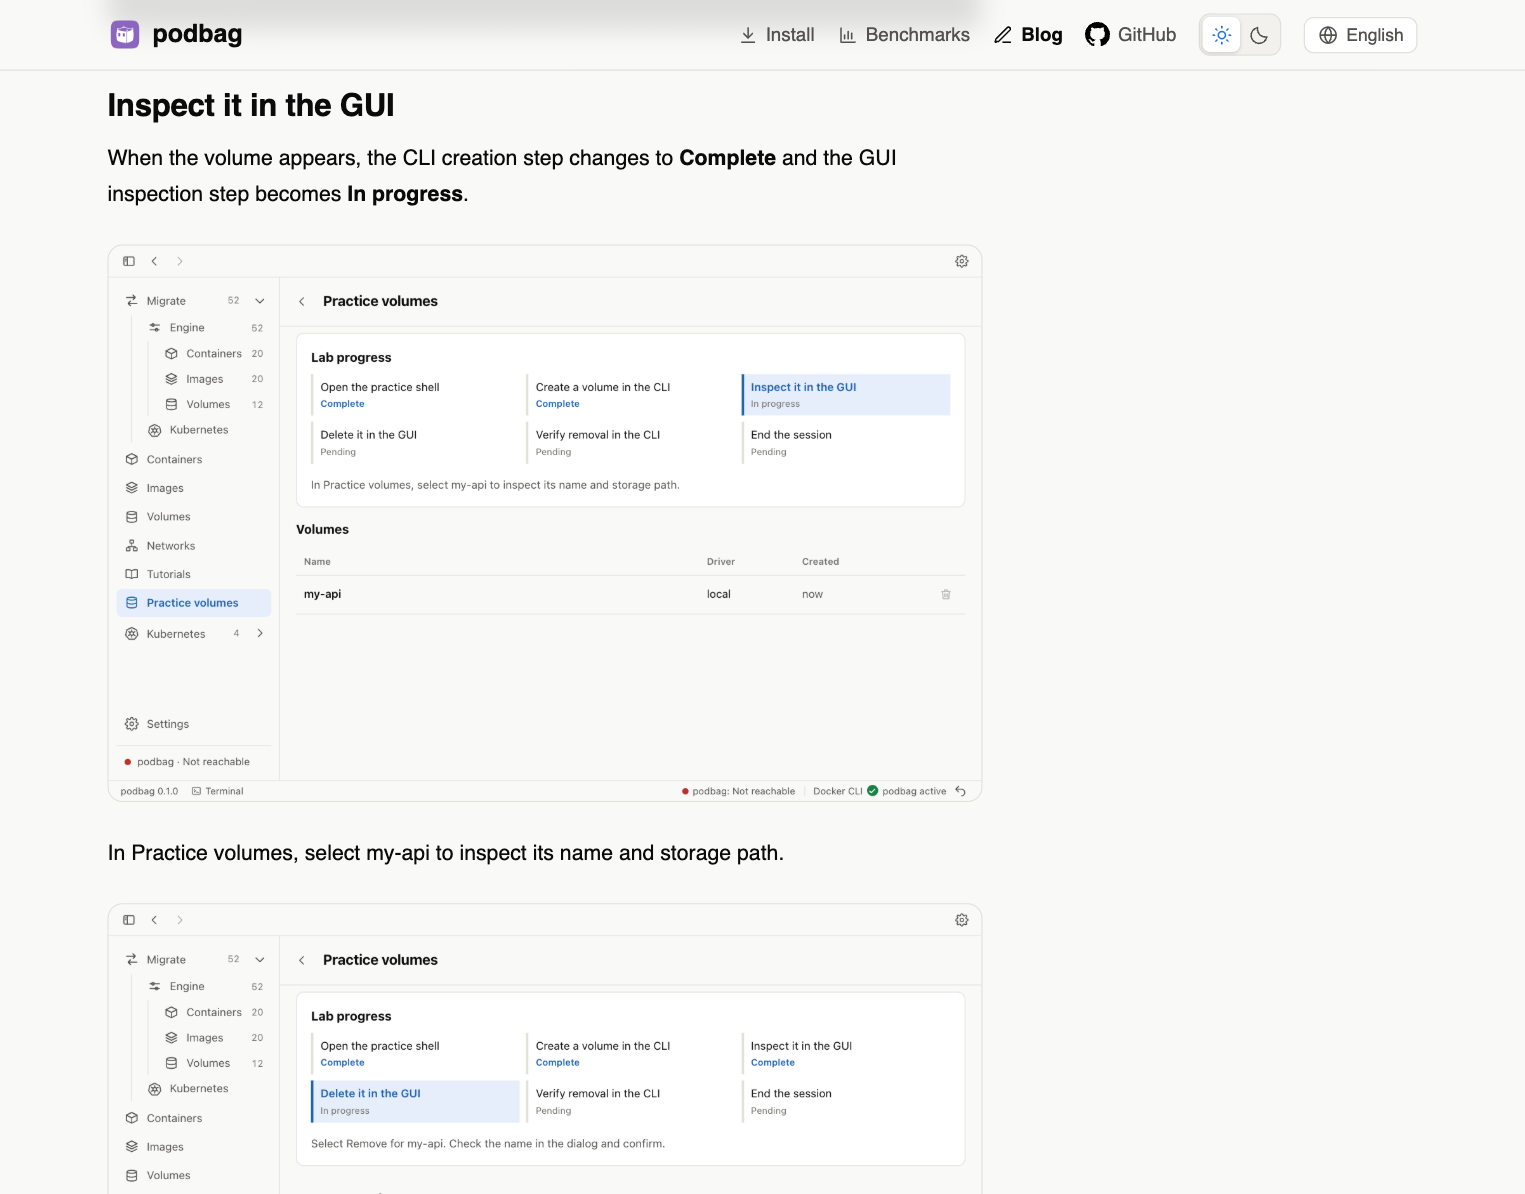 podbag
Install
Benchmarks
Blog
GitHub
English
Inspect it in the GUI
When the volume appears, the CLI creation step changes to Complete and the GUI
inspection step becomes In progress.
Migrate 52
Engine 52
Containers 20
Images 20
Volumes 12
Kubernetes
Containers
Images
Volumes
Networks
Tutorials
Practice volumes
Kubernetes 4
Settings
podbag · Not reachable
Practice volumes
Lab progress
Open the practice shell
Complete
Create a volume in the CLI
Complete
Inspect it in the GUI
In progress
Delete it in the GUI
Pending
Verify removal in the CLI
Pending
End the session
Pending
In Practice volumes, select my-api to inspect its name and storage path.
Volumes
Name Driver Created
my-api local now
podbag 0.1.0 Terminal
podbag: Not reachable
Docker CLI podbag active
In Practice volumes, select my-api to inspect its name and storage path.
Migrate 52
Engine 52
Containers 20
Images 20
Volumes 12
Kubernetes
Containers
Images
Volumes
Practice volumes
Lab progress
Open the practice shell
Complete
Create a volume in the CLI
Complete
Inspect it in the GUI
Complete
Delete it in the GUI
In progress
Verify removal in the CLI
Pending
End the session
Pending
Select Remove for my-api. Check the name in the dialog and confirm.